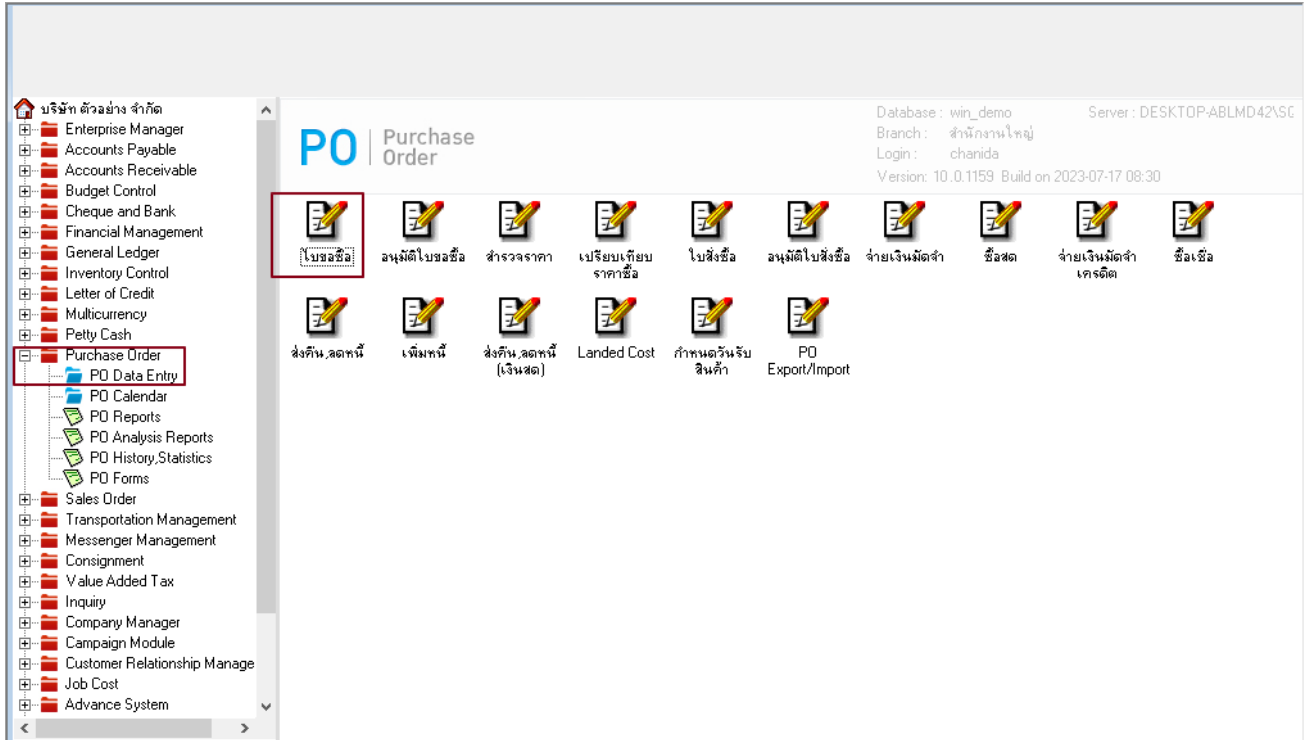 บริษัท ตัวอย่าง จำกัด
Enterprise Manager
Accounts Payable
Accounts Receivable
Budget Control
Cheque and Bank
Financial Management
General Ledger
Inventory Control
Letter of Credit
Multicurrency
Petty Cash
Purchase Order
PO Data Entry
PO Calendar
PO Reports
PO Analysis Reports
PO History,Statistics
PO Forms
Sales Order
Transportation Management
Messenger Management
Consignment
Value Added Tax
Inquiry
Company Manager
Campaign Module
Customer Relationship Manage
Job Cost
Advance System
PO Purchase
Order
Database : win_demo Server : DESKTOP-ABLMD42\SQ
Branch : สำนักงานใหญ่
Login : chanida
Version: 10.0.1159 Build on 2023-07-17 08:30
ใบขอซื้อ อนุมัติใบขอซื้อ สำรวจราคา เปรียบเทียบ ใบสั่งซื้อ อนุมัติใบสั่งซื้อ จ่ายเงินมัดจำ ซื้อสด จ่ายเงินมัดจำ ซื้อเชื่อ
ราคาซื้อ เครดิต
ส่งคืน,ลดหนี้ เพิ่มหนี้ ส่งคืน,ลดหนี้ Landed Cost กำหนดวันรับ PO
(เงินสด) สินค้า Export/Import